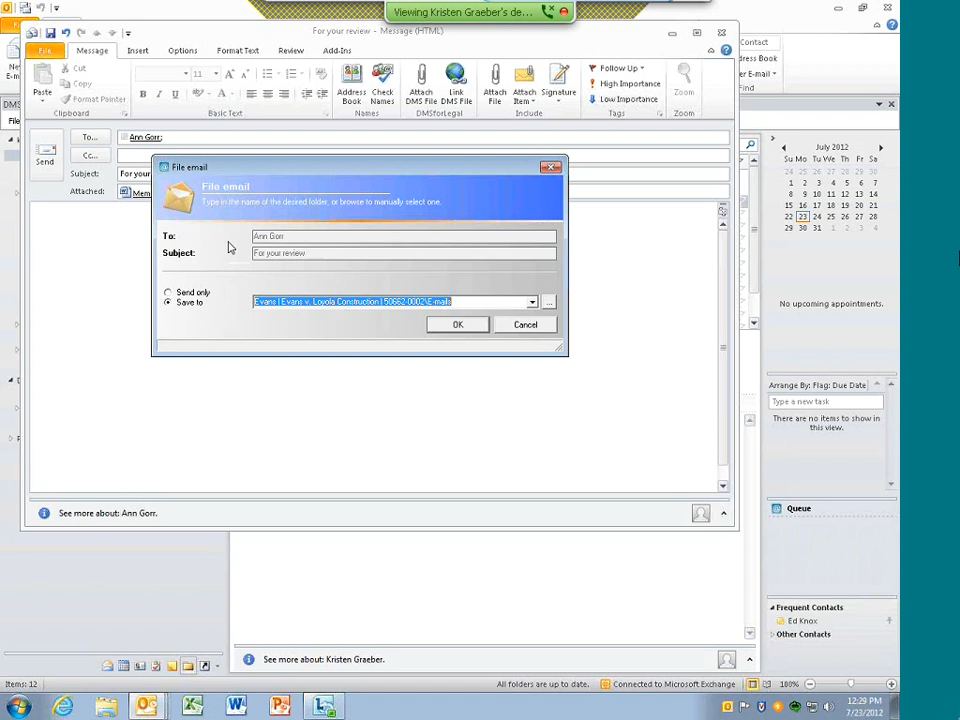 Viewing Kristen Graeber's de...
For your review - Message (HTML)
File
Message
Insert
Options
Format Text
Review
Add-Ins
Paste
Cut
Copy
Format Painter
Clipboard
11
Basic Text
Address Book
Check Names
Names
Attach DMS File
Link DMS File
DMSforLegal
Attach File
Attach Item
Signature
Include
Follow Up
High Importance
Low Importance
Tags
Zoom
Zoom
Contact
Address Book
Find
Send
To...
Ann Gorr;
Cc...
Subject:
For your
Attached:
Mem
File email
File email
Type in the name of the desired folder, or browse to manually select one.
To:
Ann Gorr
Subject:
For your review
Send only
Save to
Evans | Evans v. Loyola Construction | 50662-0002\E-mails
...
OK
Cancel
See more about: Ann Gorr.
See more about: Kristen Graeber.
July 2012
Su Mo Tu We Th Fr Sa
24 25 26 27 28 29 30
1 2 3 4 5 6 7
8 9 10 11 12 13 14
15 16 17 18 19 20 21
22 23 24 25 26 27 28
29 30 31 1 2 3 4
No upcoming appointments.
Arrange By: Flag: Due Date
Type a new task
There are no items to show in
this view.
Queue
Frequent Contacts
Ed Knox
Other Contacts
Items: 12
All folders are up to date.
Connected to Microsoft Exchange
100%
12:29 PM
7/23/2012